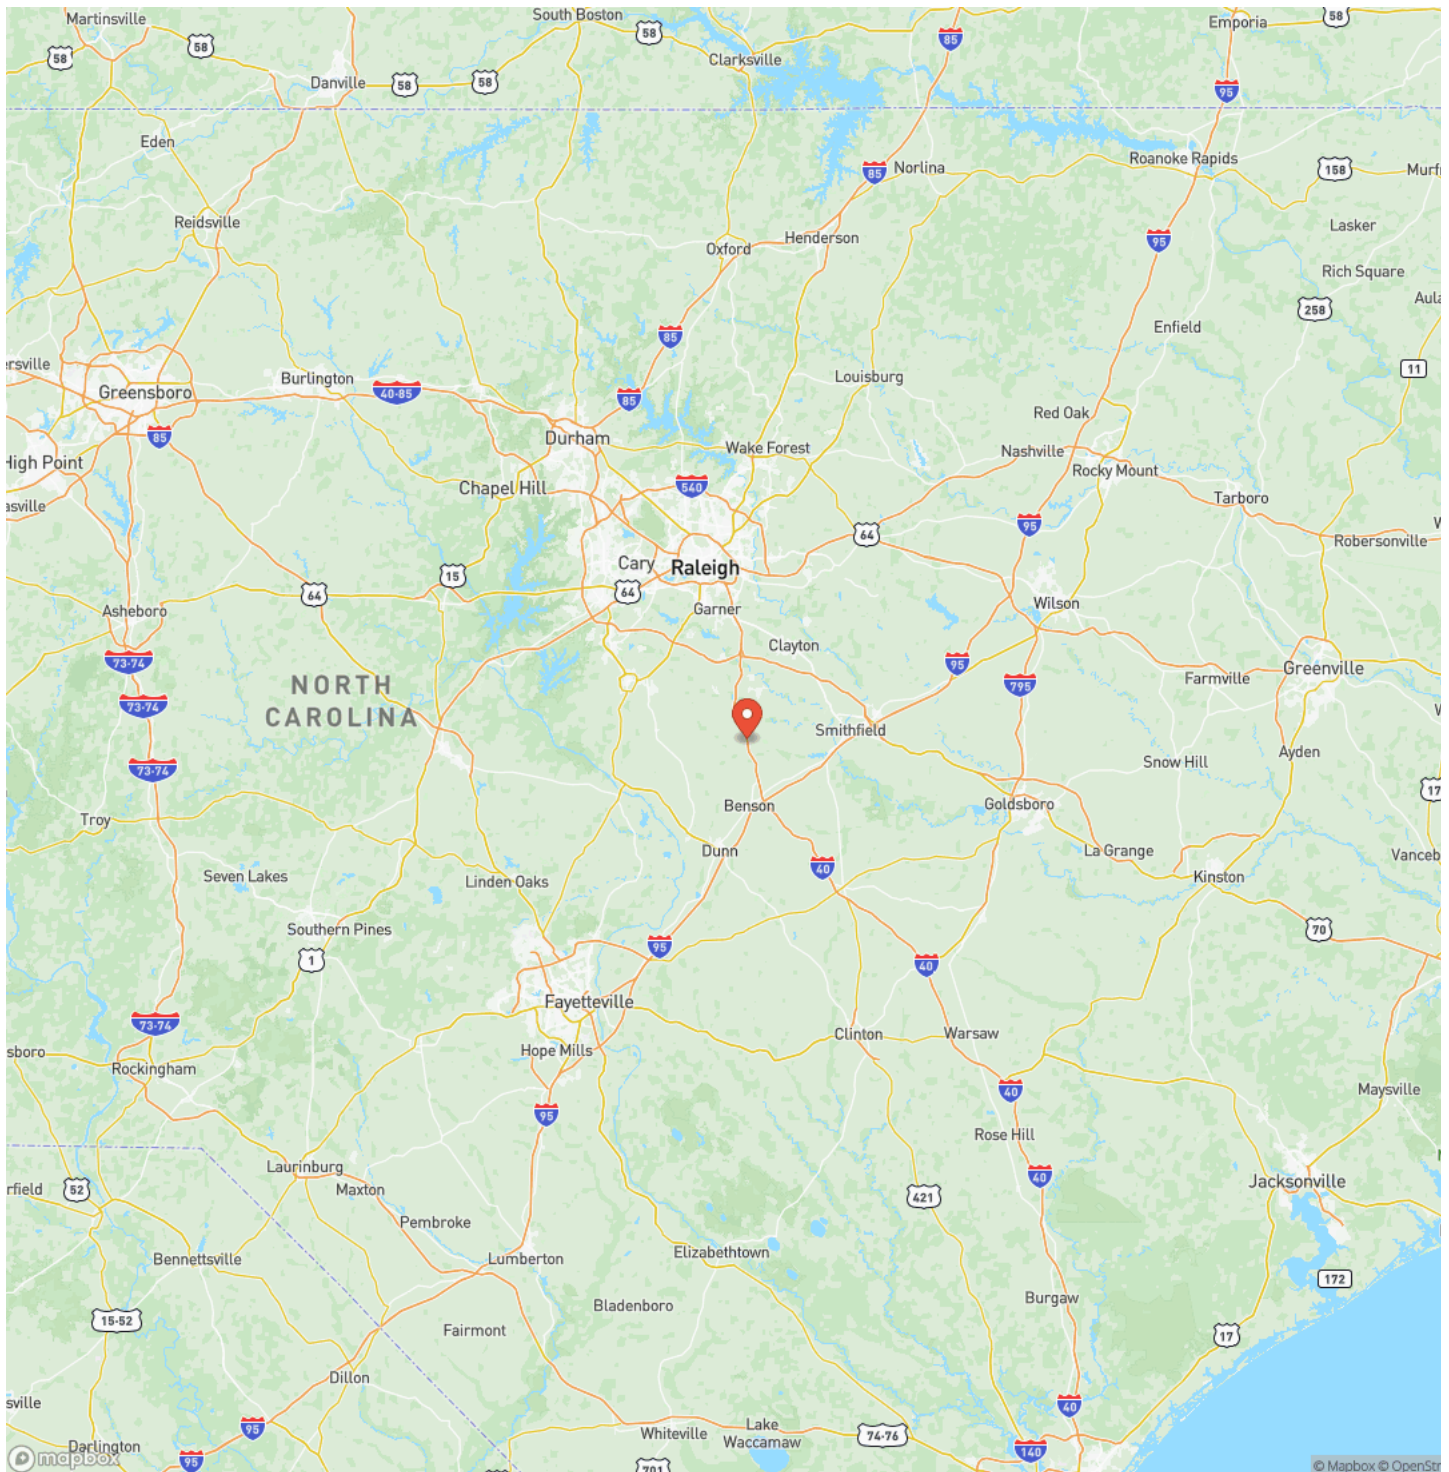 Martinsville
South Boston
58
58
Emporia
58
58
85
Clarksville
Danville
58
58
95
Eden
Roanoke Rapids
85
Norlina
158
Murf
Reidsville
Lasker
Oxford
Henderson
95
Rich Square
Aula
258
Enfield
85
ersville
Burlington
40-85
Louisburg
11
Greensboro
85
Red Oak
85
Durham
Wake Forest
Nashville
High Point
Rocky Mount
Chapel Hill
540
asville
Tarboro
95
64
Robersonville
Cary
Raleigh
15
64
64
Wilson
Asheboro
Garner
Clayton
73-74
95
Greenville
NORTH
CAROLINA
795
Farmville
73-74
Smithfield
Ayden
73-74
Snow Hill
17
Benson
Goldsboro
Troy
Dunn
La Grange
Vanceb
40
Seven Lakes
Linden Oaks
Kinston
Southern Pines
70
95
1
40
Fayetteville
73-74
Clinton
Warsaw
sboro
Hope Mills
Rockingham
40
Maysville
95
Rose Hill
Laurinburg
40
Jacksonville
rfield
52
Maxton
421
Pembroke
Bennettsville
Lumberton
Elizabethtown
172
Burgaw
Bladenboro
15-52
Fairmont
17
Dillon
sville
40
95
Lake
Waccamaw
Whiteville
74-76
Darlington
95
140
701
mapbox
© Mapbox © OpenStr